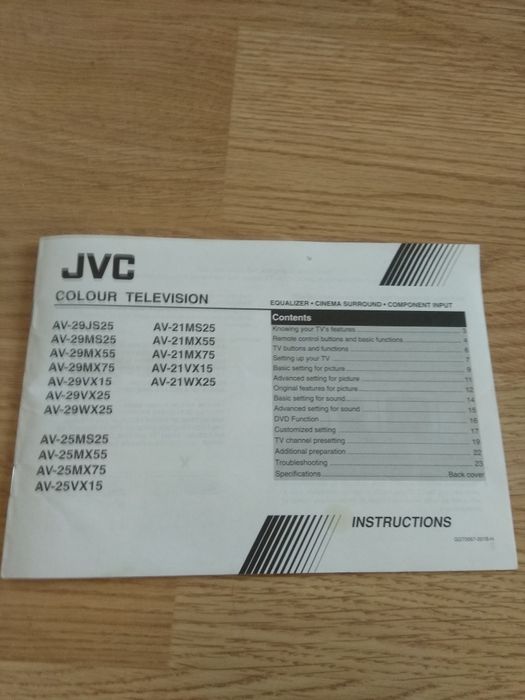 JVC
COLOUR TELEVISION
AV-29JS25
AV-29MS25
AV-29MX55
AV-29MX75
AV-29VX15
AV-29VX25
AV-29WX25
AV-21MS25
AV-21MX55
AV-21MX75
AV-21VX15
AV-21WX25
AV-25MS25
AV-25MX55
AV-25MX75
AV-25VX15
EQUALIZER • CINEMA SURROUND • COMPONENT INPUT
Contents
Knowing your TV's features 3
Remote control buttons and basic functions 4
TV buttons and functions 6
Setting up your TV 7
Basic setting for picture 9
Advanced setting for picture 11
Original features for picture 12
Basic setting for sound 14
Advanced setting for sound 15
DVD Function 16
Customized setting 17
TV channel presetting 19
Additional preparation 22
Troubleshooting 23
Specifications Back cover
INSTRUCTIONS